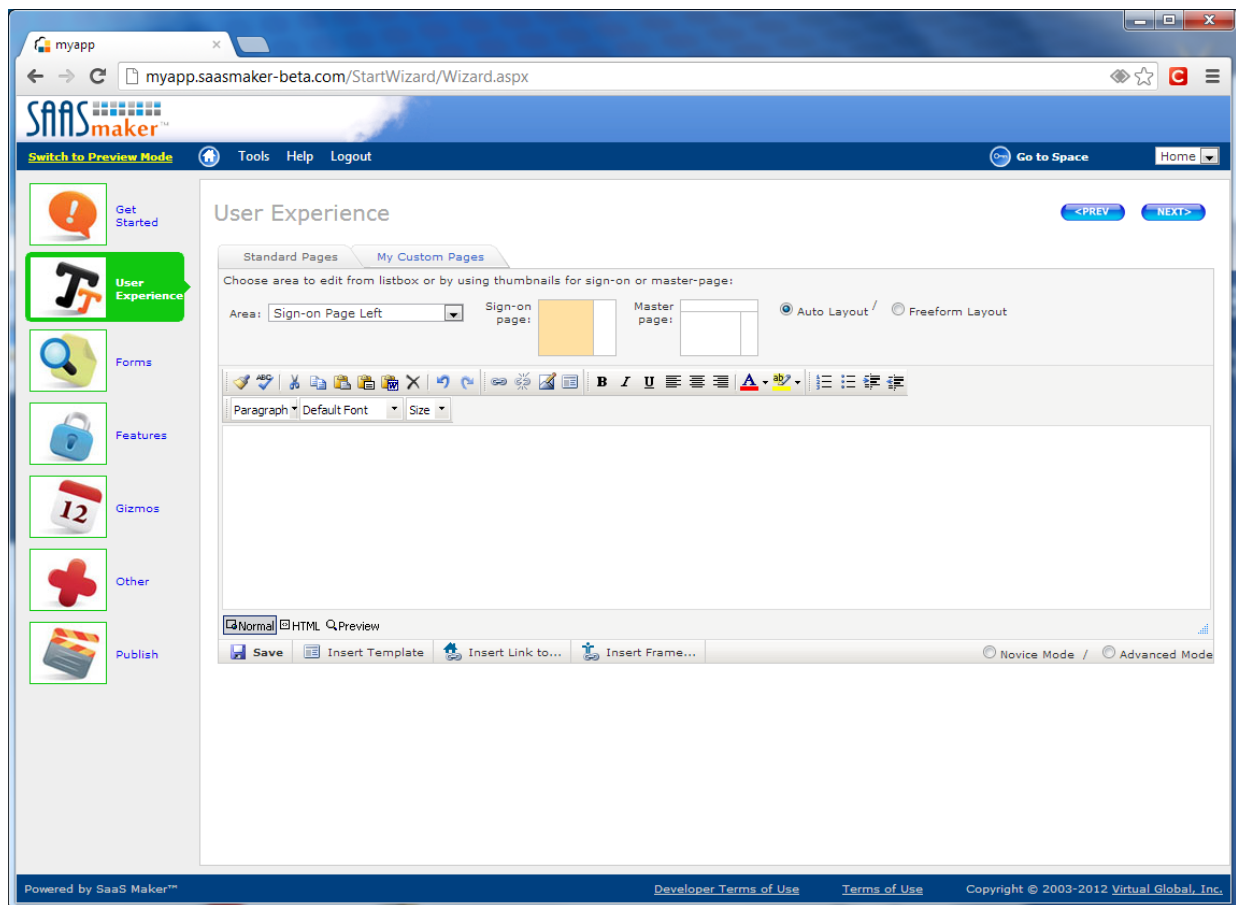 myapp
myapp.saasmaker-beta.com/StartWizard/Wizard.aspx
SAAS maker™
Switch to Preview Mode Tools Help Logout Go to Space Home
Get Started
User Experience
Forms
Features
12
Gizmos
Other
Publish
User Experience
<PREV NEXT>
Standard Pages My Custom Pages
Choose area to edit from listbox or by using thumbnails for sign-on or master-page:
Area: Sign-on Page Left Sign-on page: Master page: Auto Layout / Freeform Layout
ABC W B I U A ab
Paragraph Default Font Size
Normal HTML Preview
Save Insert Template Insert Link to... Insert Frame... Novice Mode / Advanced Mode
Powered by SaaS Maker™ Developer Terms of Use Terms of Use Copyright © 2003-2012 Virtual Global, Inc.